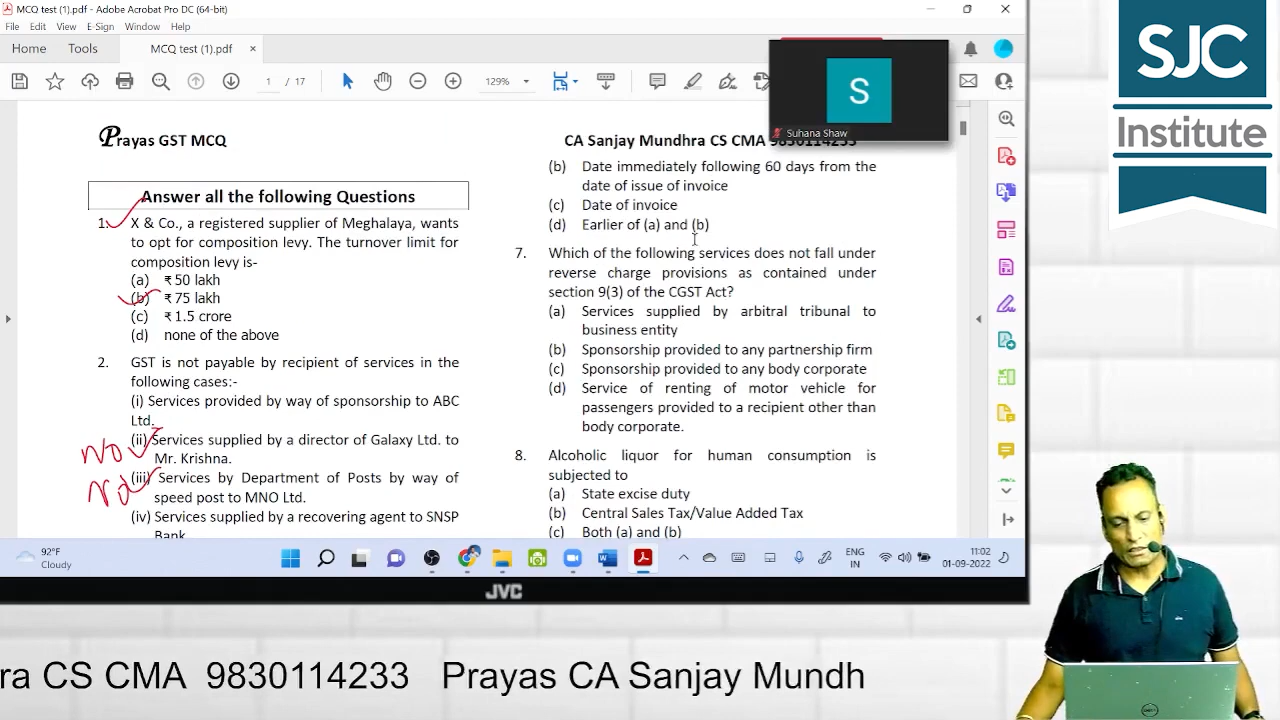 MCQ test (1).pdf - Adobe Acrobat Pro DC (64-bit)
File Edit View E-Sign Window Help
Home Tools MCQ test (1).pdf ×
1 / 17 129%
S
Suhana Shaw
SJC
Institute
Prayas GST MCQ
Answer all the following Questions
1. X & Co., a registered supplier of Meghalaya, wants
to opt for composition levy. The turnover limit for
composition levy is-
(a) ₹ 50 lakh
(b) ₹ 75 lakh
(c) ₹ 1.5 crore
(d) none of the above
2. GST is not payable by recipient of services in the
following cases:-
(i) Services provided by way of sponsorship to ABC
Ltd.
No (ii) Services supplied by a director of Galaxy Ltd. to
Mr. Krishna.
No (iii) Services by Department of Posts by way of
speed post to MNO Ltd.
(iv) Services supplied by a recovering agent to SNSP
Bank.
CA Sanjay Mundhra CS CMA 9830114233
(b) Date immediately following 60 days from the
date of issue of invoice
(c) Date of invoice
(d) Earlier of (a) and (b)
7. Which of the following services does not fall under
reverse charge provisions as contained under
section 9(3) of the CGST Act?
(a) Services supplied by arbitral tribunal to
business entity
(b) Sponsorship provided to any partnership firm
(c) Sponsorship provided to any body corporate
(d) Service of renting of motor vehicle for
passengers provided to a recipient other than
body corporate.
8. Alcoholic liquor for human consumption is
subjected to
(a) State excise duty
(b) Central Sales Tax/Value Added Tax
(c) Both (a) and (b)
92°F
Cloudy
ENG
IN
11:02
01-09-2022
JVC
DELL
ra CS CMA 9830114233 Prayas CA Sanjay Mundh